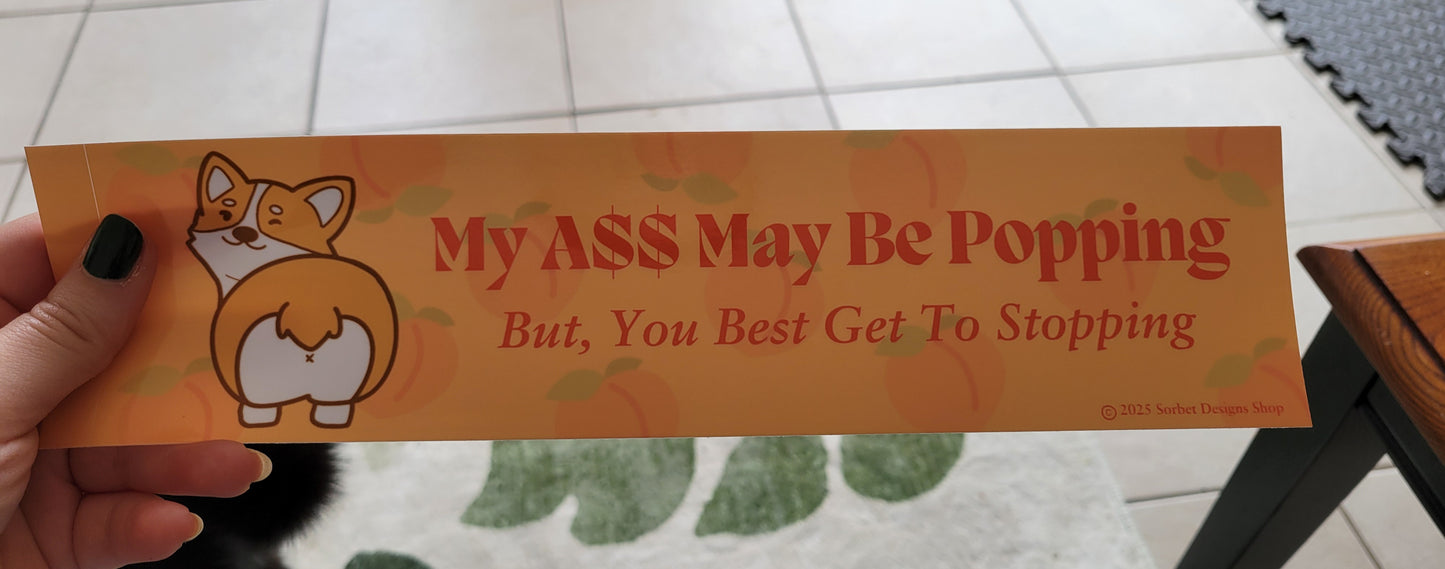 My A$$ May Be Popping
But, You Best Get To Stopping
© 2025 Sorbet Designs Shop